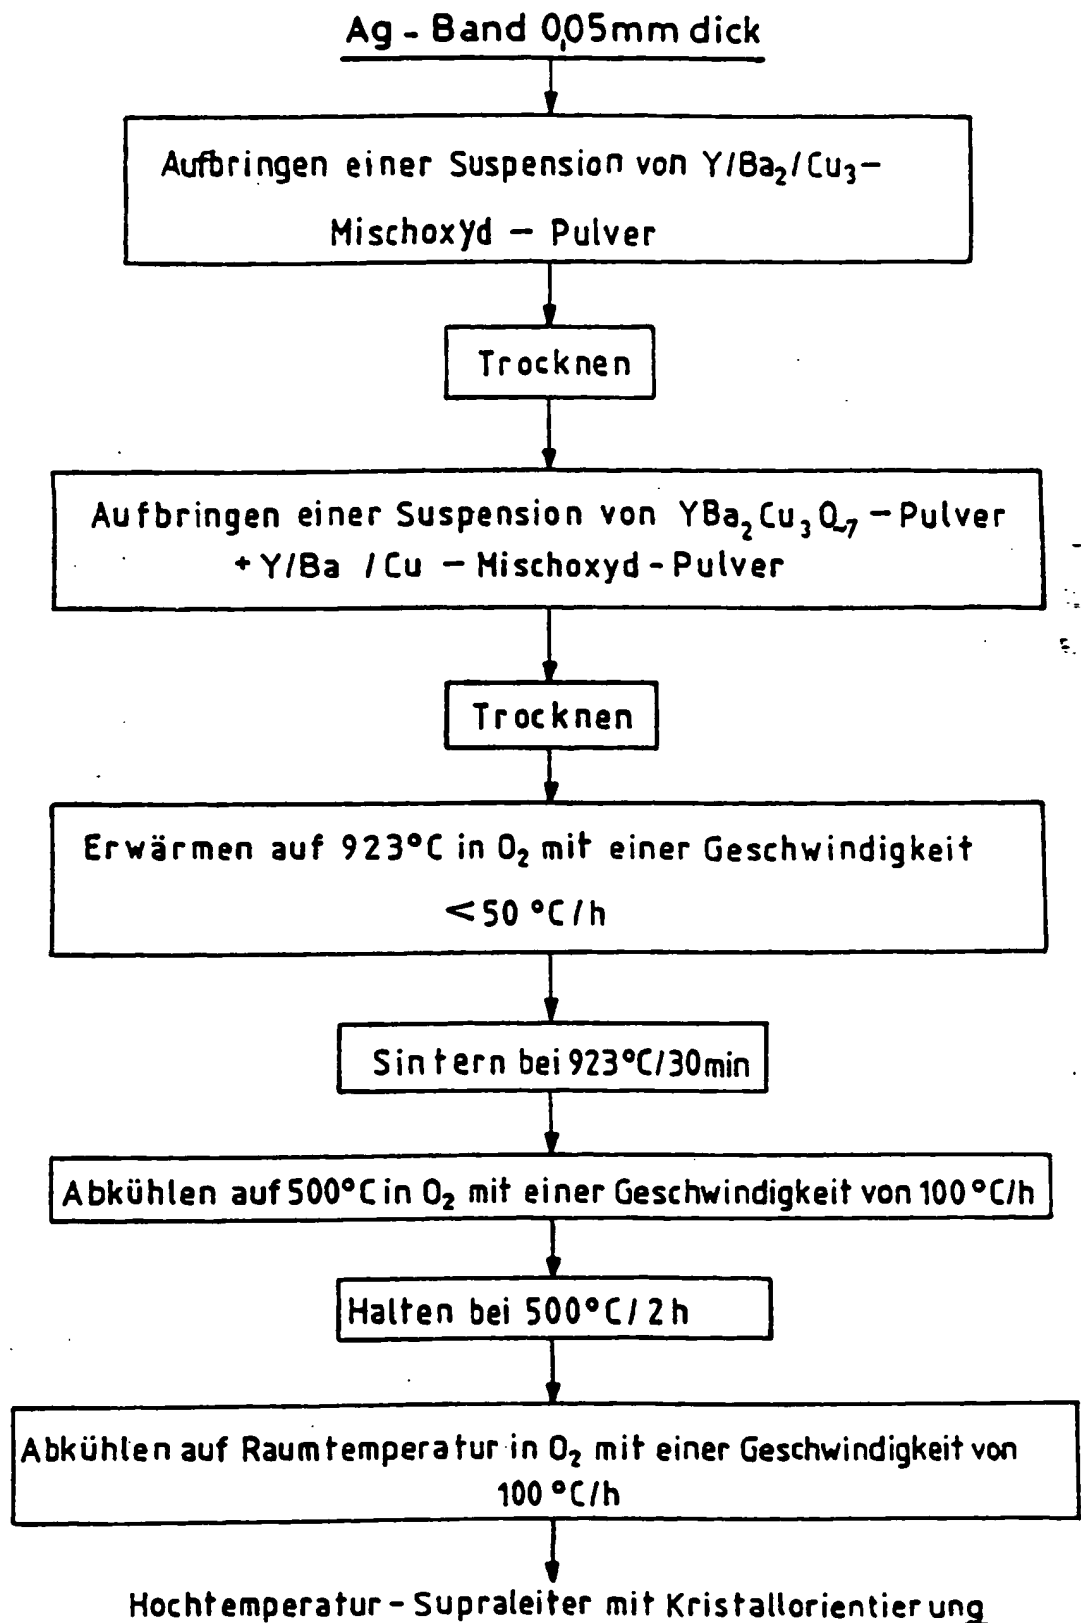 Ag - Band 0,05mm dick
Aufbringen einer Suspension von Y/Ba₂/Cu₃-
Mischoxyd - Pulver
Trocknen
Aufbringen einer Suspension von YBa₂Cu₃O₋₇ - Pulver
+ Y/Ba /Cu - Mischoxyd - Pulver
Trocknen
Erwärmen auf 923°C in O₂ mit einer Geschwindigkeit
<50 °C/h
Sintern bei 923°C/30min
Abkühlen auf 500°C in O₂ mit einer Geschwindigkeit von 100 °C/h
Halten bei 500°C/ 2h
Abkühlen auf Raumtemperatur in O₂ mit einer Geschwindigkeit von
100 °C/h
Hochtemperatur - Supraleiter mit Kristallorientierung